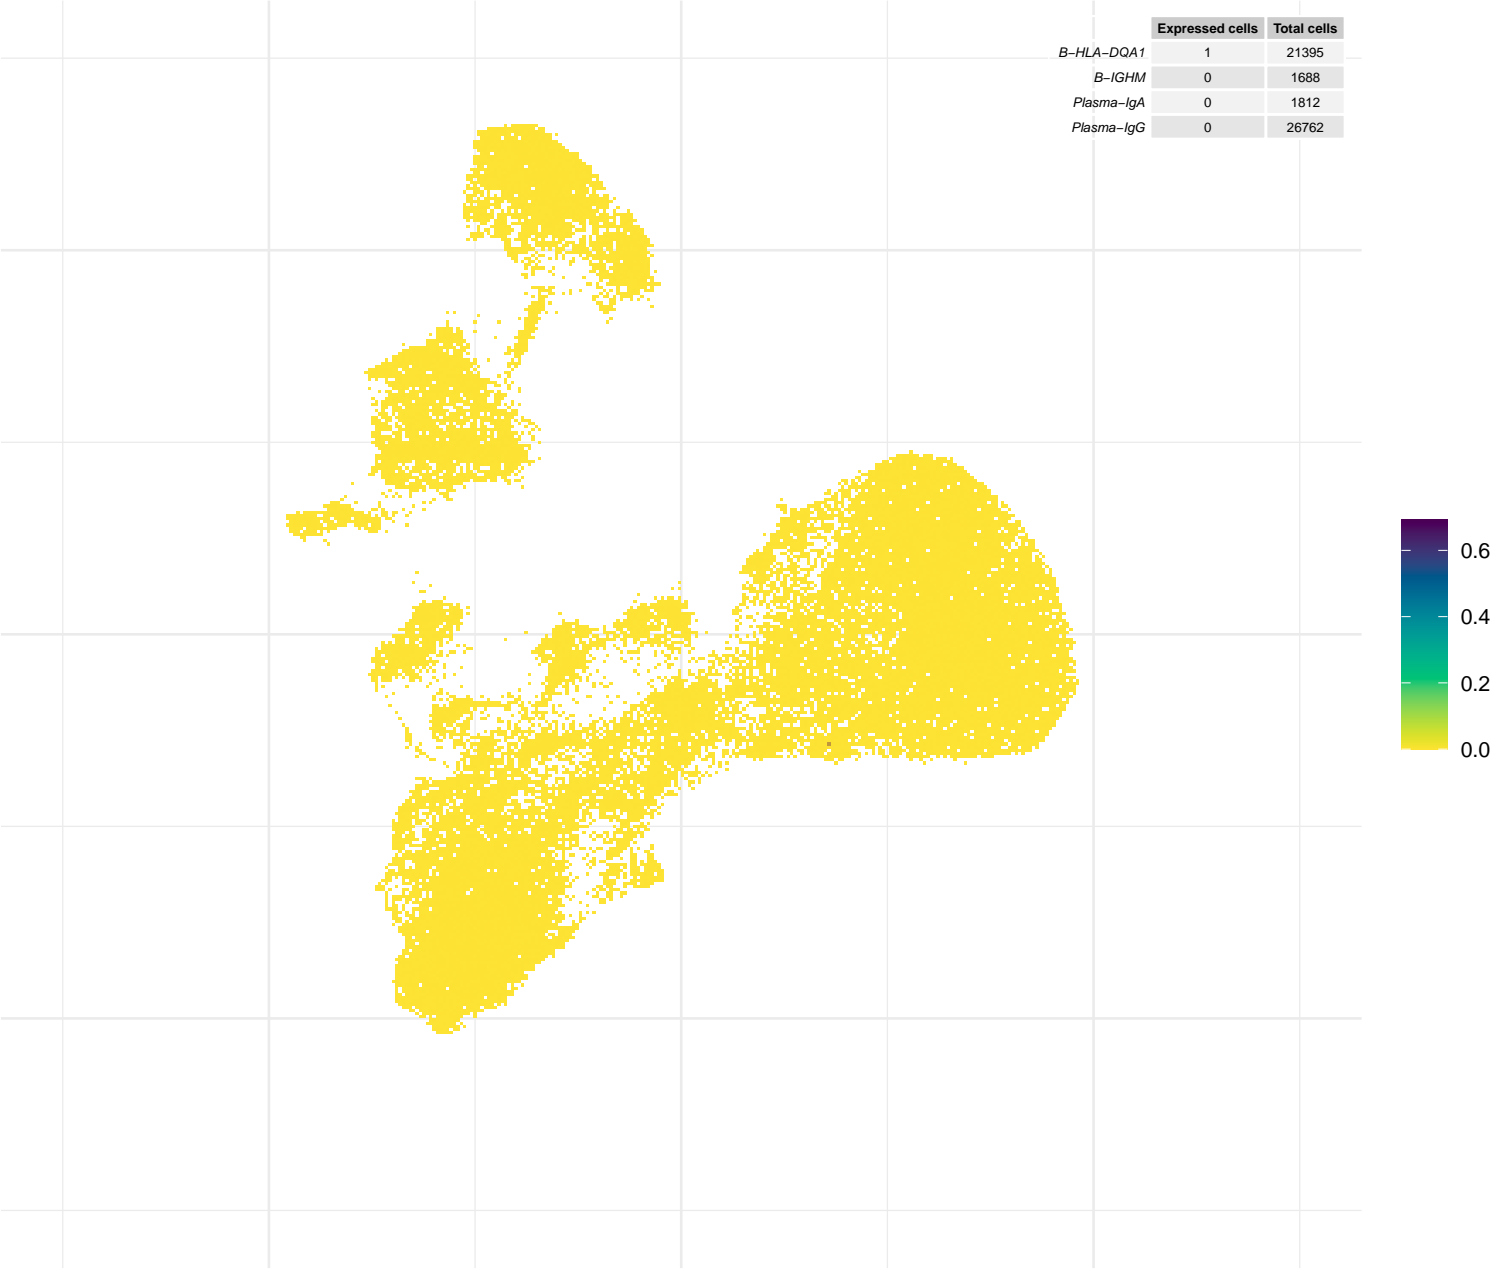 Expressed cells Total cells
B−HLA−DQA1 1 21395
B−IGHM 0 1688
Plasma−IgA 0 1812
Plasma−IgG 0 26762
0.6
0.4
0.2
0.0